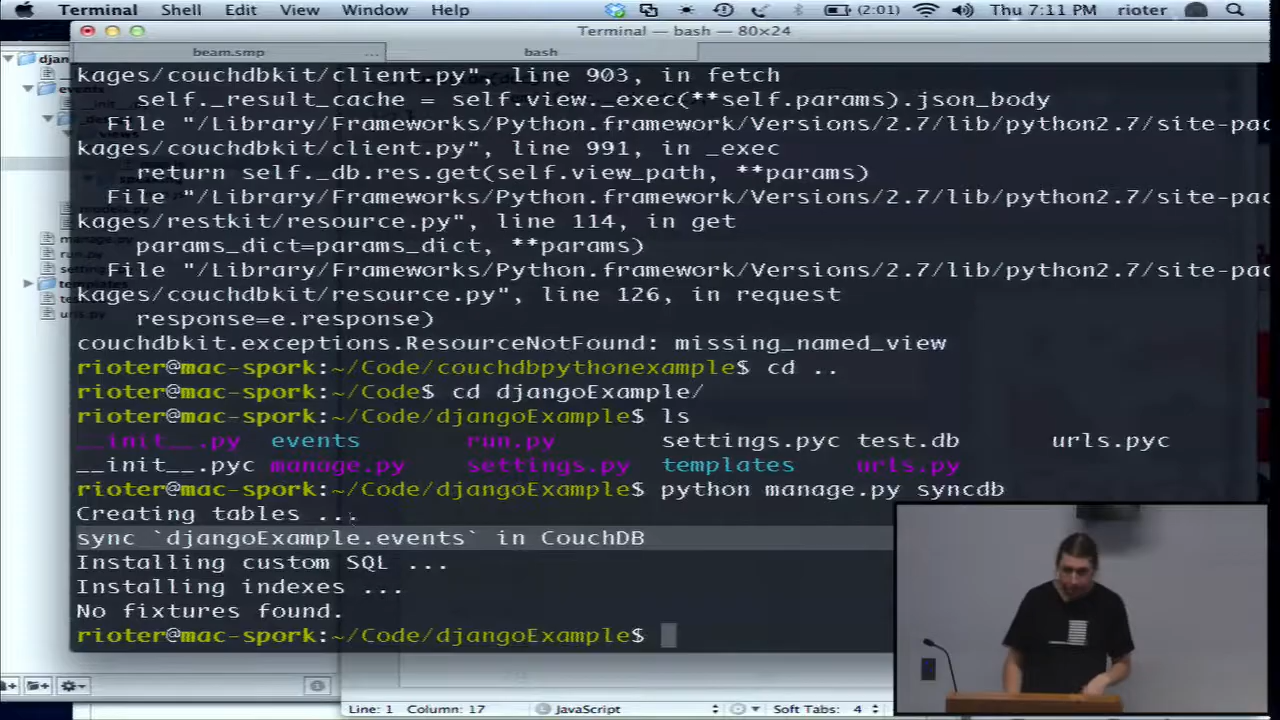 Terminal Shell Edit View Window Help (2:01) Thu 7:11 PM rioter
Terminal — bash — 80x24
beam.smp ... bash
kages/couchdbkit/client.py", line 903, in fetch
self._result_cache = self.view._exec(**self.params).json_body
File "/Library/Frameworks/Python.framework/Versions/2.7/lib/python2.7/site-pac
kages/couchdbkit/client.py", line 991, in _exec
return self._db.res.get(self.view_path, **params)
File "/Library/Frameworks/Python.framework/Versions/2.7/lib/python2.7/site-pac
kages/restkit/resource.py", line 114, in get
params_dict=params_dict, **params)
File "/Library/Frameworks/Python.framework/Versions/2.7/lib/python2.7/site-pac
kages/couchdbkit/resource.py", line 126, in request
response=e.response)
couchdbkit.exceptions.ResourceNotFound: missing_named_view
rioter@mac-spork:~/Code/couchdbpythonexample$ cd ..
rioter@mac-spork:~/Code$ cd djangoExample/
rioter@mac-spork:~/Code/djangoExample$ ls
__init__.py events run.py settings.pyc test.db urls.pyc
__init__.pyc manage.py settings.py templates urls.py
rioter@mac-spork:~/Code/djangoExample$ python manage.py syncdb
Creating tables ...
sync `djangoExample.events` in CouchDB
Installing custom SQL ...
Installing indexes ...
No fixtures found.
rioter@mac-spork:~/Code/djangoExample$
Line: 1 Column: 17 JavaScript Soft Tabs: 4